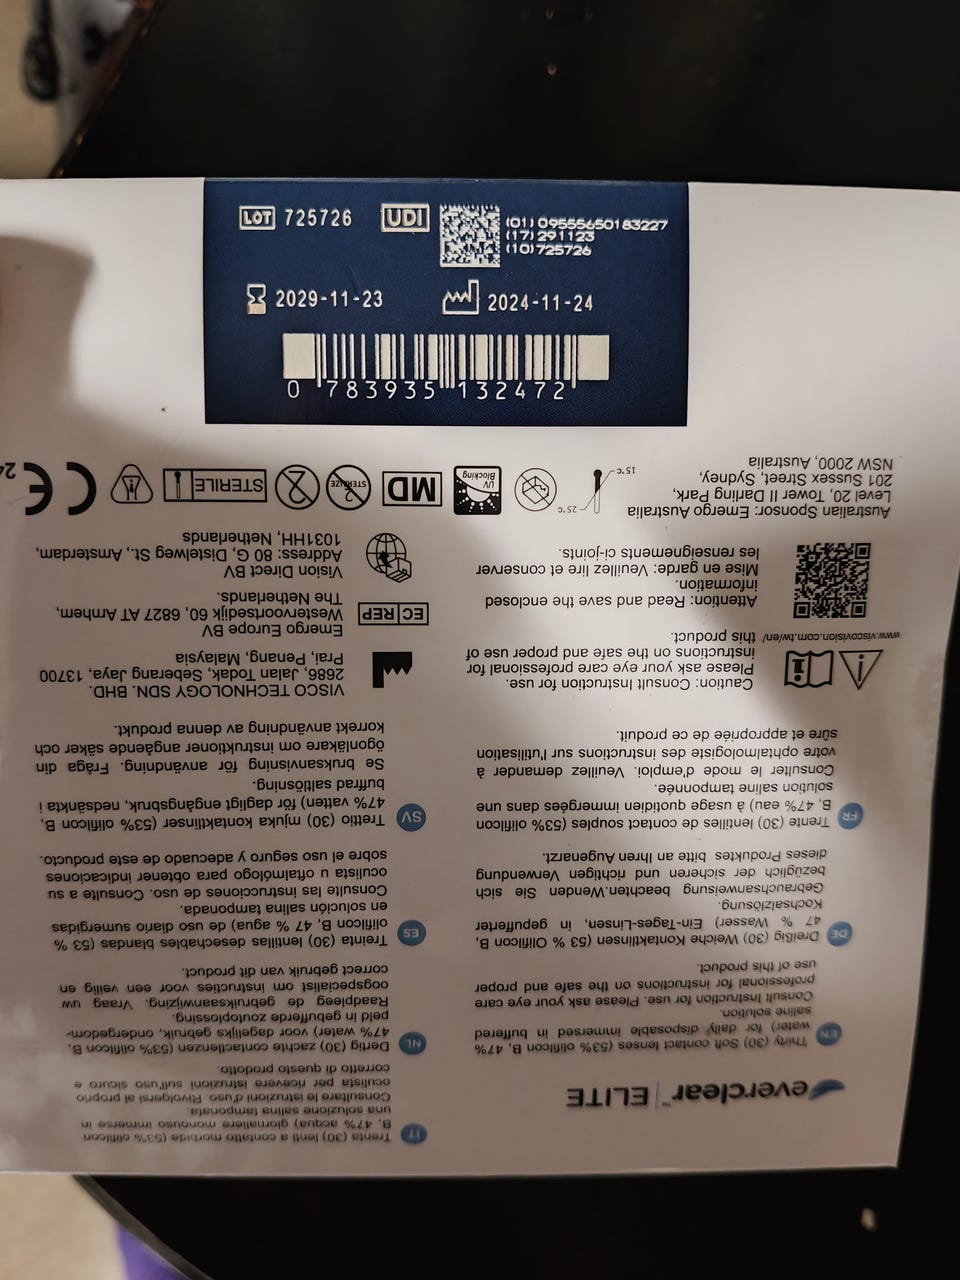 LOT 725726
UDI
(01) 09555650183227
(17) 291123
(10) 725726
2029-11-23
2024-11-24
0 783935 132472
everclear™ ELITE
EN
Thirty (30) Soft contact lenses (53% olifilcon B, 47%
water) for daily disposable immersed in buffered
saline solution.
Consult Instruction for use. Please ask your eye care
professional for instructions on the safe and proper
use of this product.
DE
Dreißig (30) Weiche Kontaktlinsen (53 % Olifilcon B,
47 % Wasser) Ein-Tages-Linsen, in gepufferter
Kochsalzlösung.
Gebrauchsanweisung beachten.Wenden Sie sich
bezüglich der sicheren und richtigen Verwendung
dieses Produktes bitte an Ihren Augenarzt.
FR
Trente (30) lentilles de contact souples (53% olifilcon
B, 47% eau) à usage quotidien immergées dans une
solution saline tamponnée.
Consulter le mode d'emploi. Veuillez demander à
votre ophtalmologiste des instructions sur l'utilisation
sûre et appropriée de ce produit.
Caution: Consult Instruction for use.
Please ask your eye care professional for
instructions on the safe and proper use of
this product.
www.viscovision.com.tw/en/
Attention: Read and save the enclosed
information.
Mise en garde: Veuillez lire et conserver
les renseignements ci-joints.
Australian Sponsor: Emergo Australia
Level 20, Tower II Darling Park,
201 Sussex Street, Sydney,
NSW 2000, Australia
IT
Trenta (30) lenti a contatto morbide (53% olifilcon
B, 47% acqua) giornaliere monouso immerse in
una soluzione salina tamponata.
Consultare le istruzioni d'uso. Rivolgersi al proprio
oculista per ricevere istruzioni sull'uso sicuro e
corretto di questo prodotto.
NL
Dertig (30) zachte contactlenzen (53% olifilcon B,
47% water) voor dagelijks gebruik, ondergedom-
peld in gebufferde zoutoplossing.
Raadpleeg de gebruiksaanwijzing. Vraag uw
oogspecialist om instructies voor een veilig en
correct gebruik van dit product.
ES
Treinta (30) lentillas desechables blandas (53 %
olifilcon B, 47 % agua) de uso diario sumergidas
en solución salina tamponada.
Consulte las instrucciones de uso. Consulte a su
oculista u oftalmólogo para obtener indicaciones
sobre el uso seguro y adecuado de este producto.
SV
Trettio (30) mjuka kontaktlinser (53% olifilcon B,
47% vatten) för dagligt engångsbruk, nedsänkta i
buffrad saltlösning.
Se bruksanvisning för användning. Fråga din
ögonläkare om instruktioner angående säker och
korrekt användning av denna produkt.
VISCO TECHNOLOGY SDN. BHD.
2686, Jalan Todak, Seberang Jaya, 13700
Prai, Penang, Malaysia
EC REP
Emergo Europe BV
Westervoortsedijk 60, 6827 AT Arnhem,
The Netherlands.
Vision Direct BV
Address: 80 G, Distelweg St., Amsterdam,
1031HH, Netherlands
15°C
25°C
UV
Blocking
MD
2
STERILIZE
2
STERILE
CE